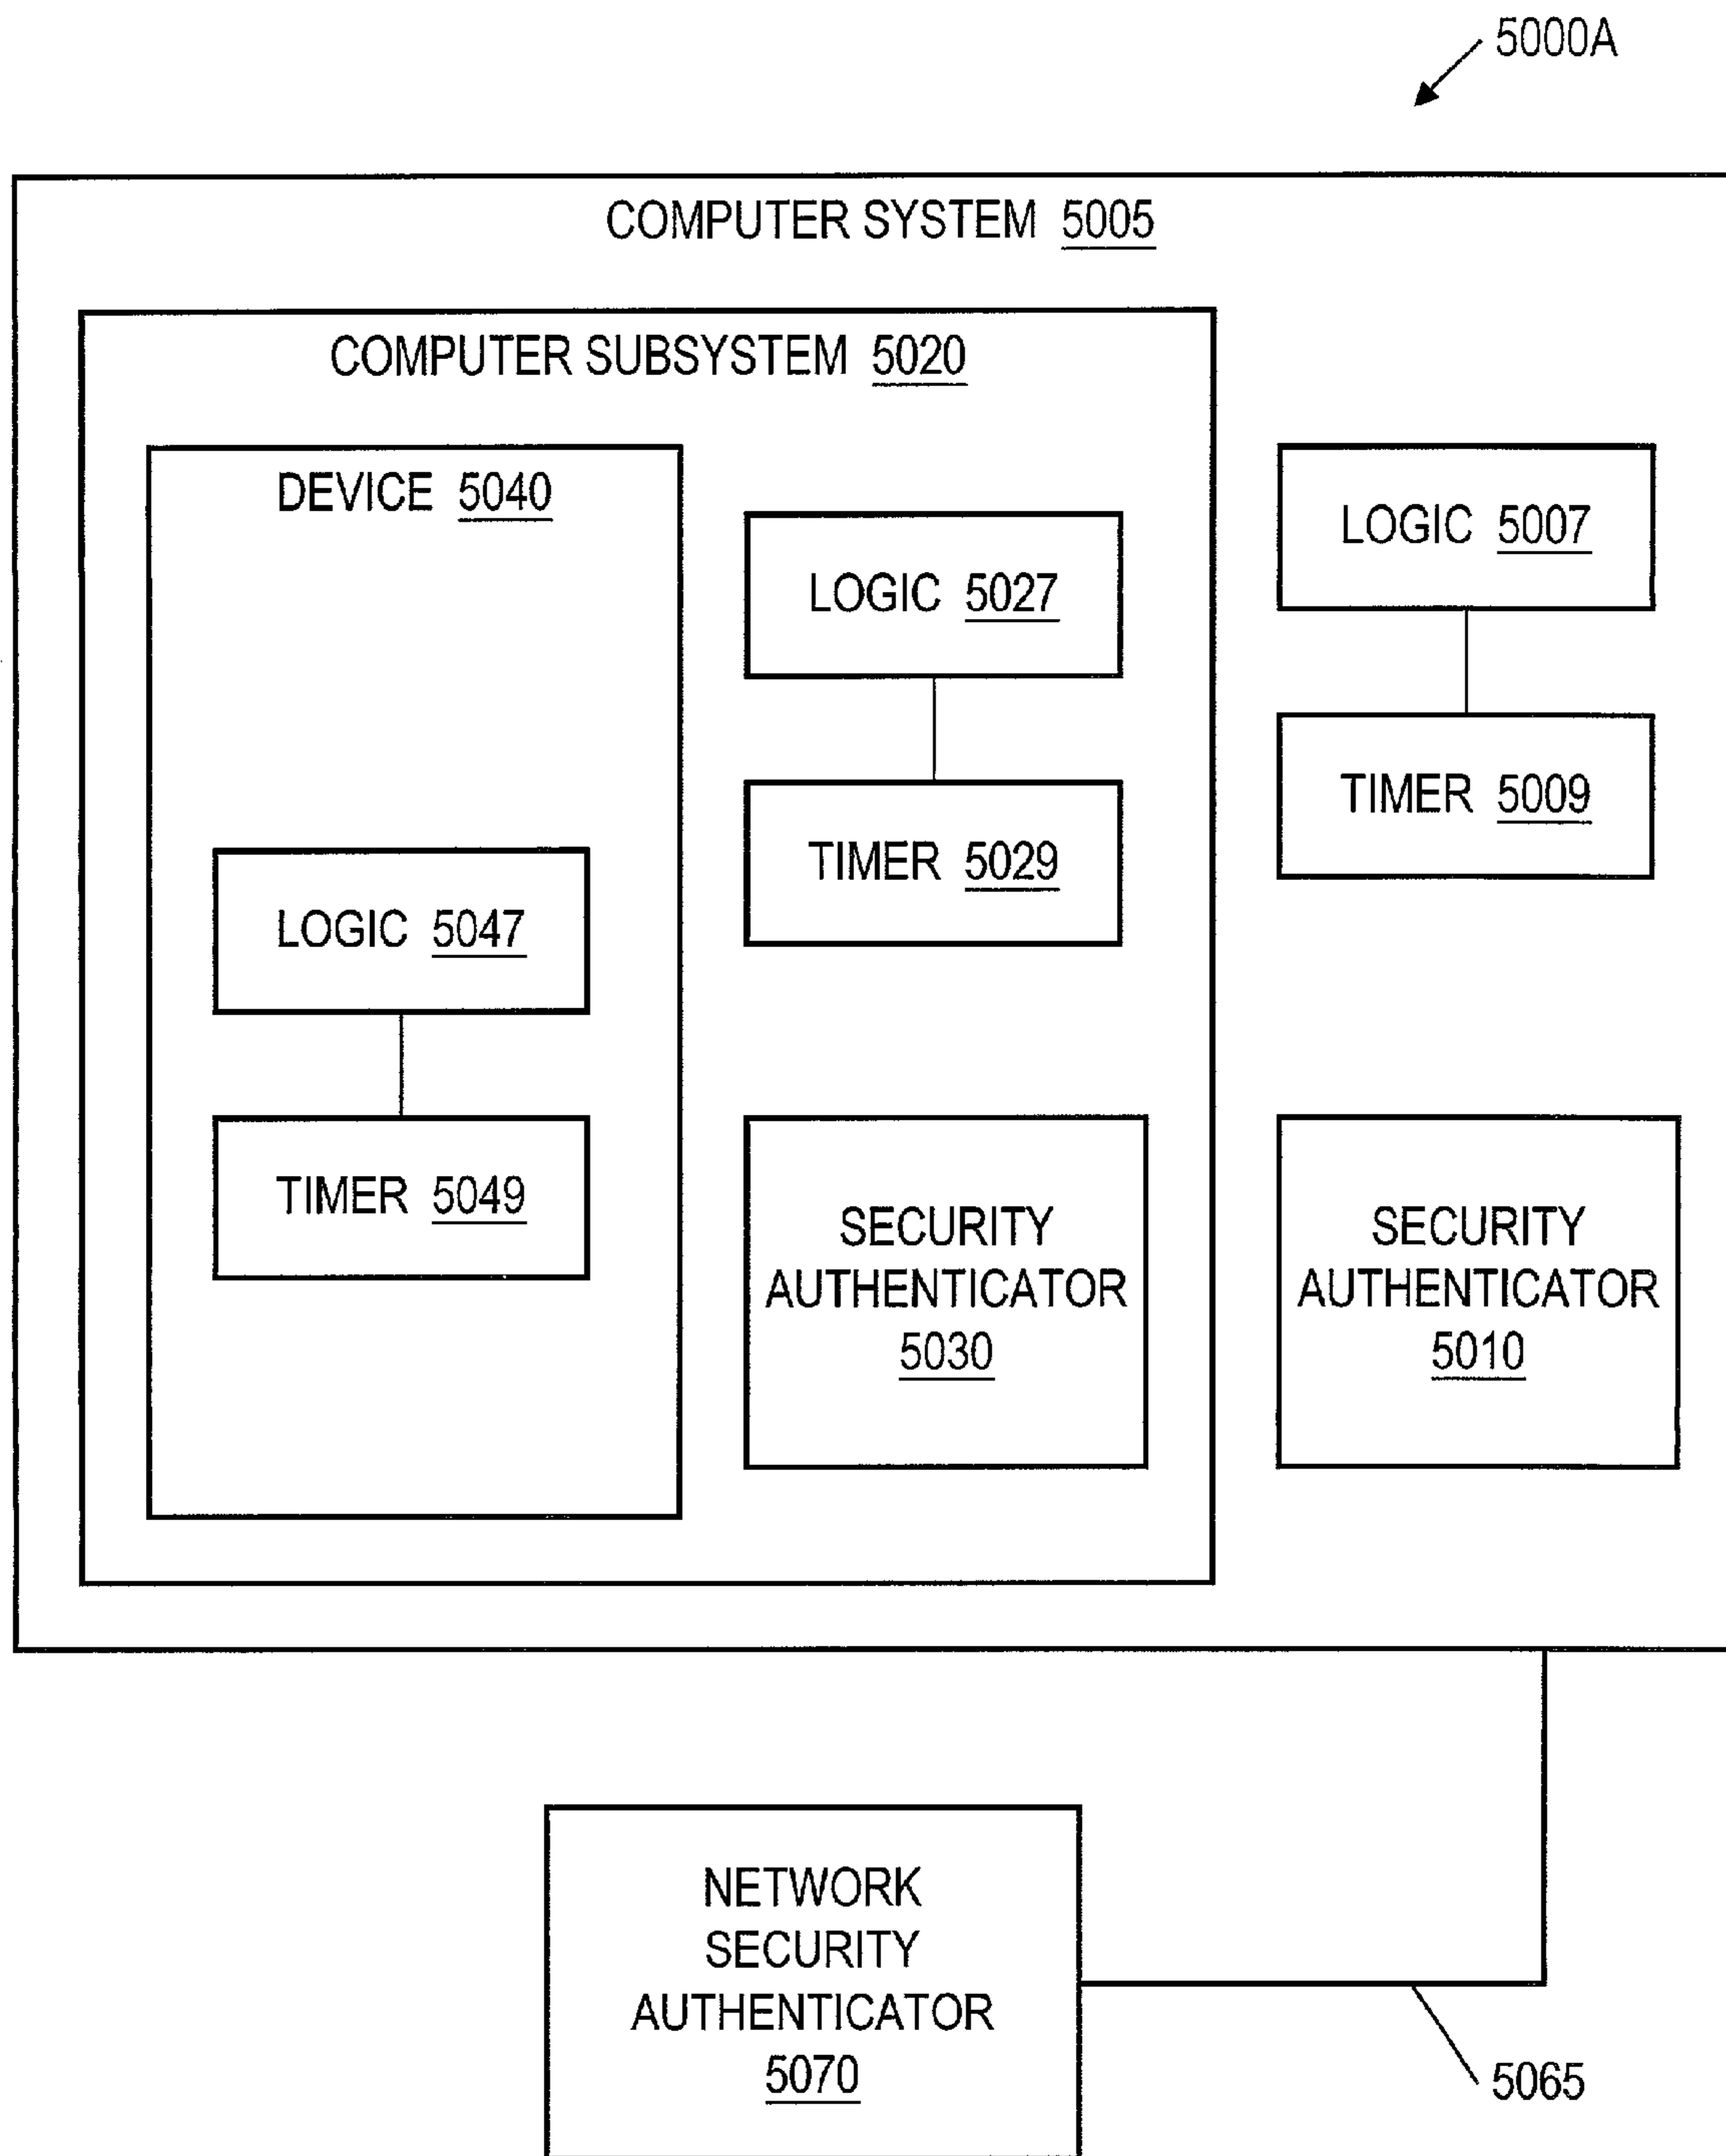 5000A
COMPUTER SYSTEM 5005
COMPUTER SUBSYSTEM 5020
DEVICE 5040
LOGIC 5007
LOGIC 5027
TIMER 5009
TIMER 5029
LOGIC 5047
TIMER 5049
SECURITY
AUTHENTICATOR
5030
SECURITY
AUTHENTICATOR
5010
NETWORK
SECURITY
AUTHENTICATOR
5070
5065